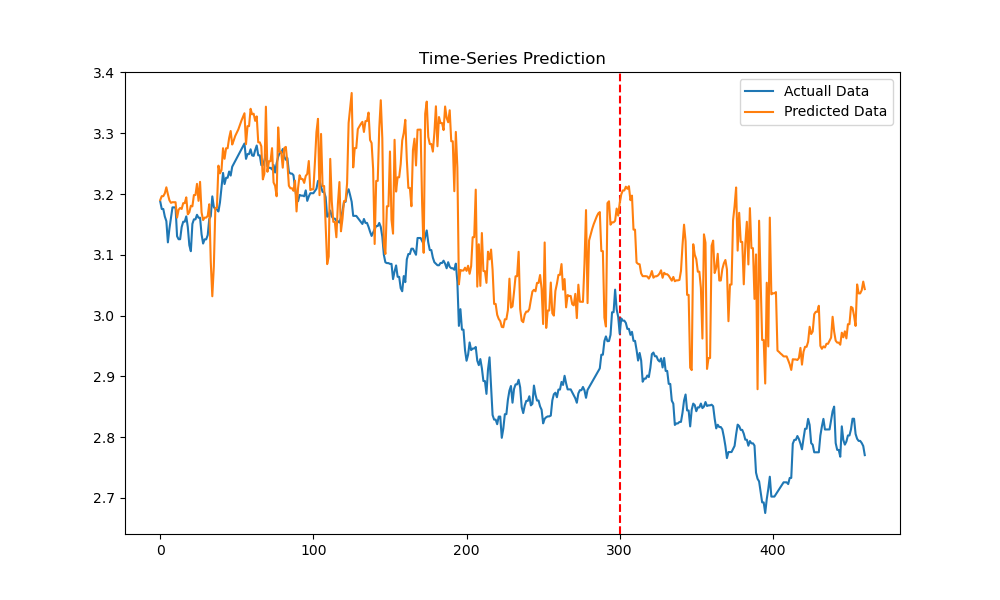 Time-Series Prediction
Actuall Data
Predicted Data
3.4
3.3
3.2
3.1
3.0
2.9
2.8
2.7
0 100 200 300 400